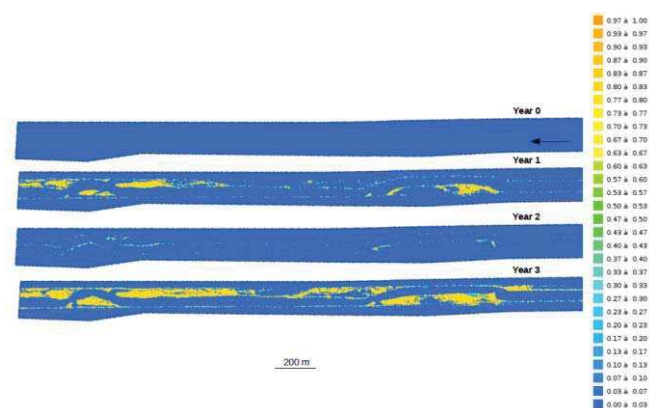 Year 0
Year 1
Year 2
Year 3
200 m
0.97 à 1.00
0.93 à 0.97
0.90 à 0.93
0.87 à 0.90
0.83 à 0.87
0.80 à 0.83
0.77 à 0.80
0.73 à 0.77
0.70 à 0.73
0.67 à 0.70
0.63 à 0.67
0.60 à 0.63
0.57 à 0.60
0.53 à 0.57
0.50 à 0.53
0.47 à 0.50
0.43 à 0.47
0.40 à 0.43
0.37 à 0.40
0.33 à 0.37
0.30 à 0.33
0.27 à 0.30
0.23 à 0.27
0.20 à 0.23
0.17 à 0.20
0.13 à 0.17
0.10 à 0.13
0.07 à 0.10
0.03 à 0.07
0.00 à 0.03